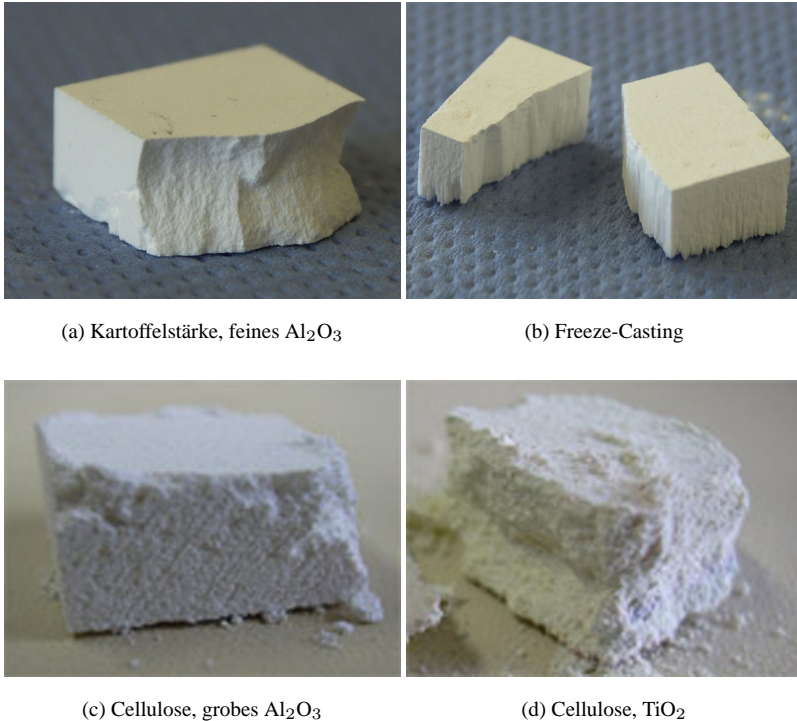 (a) Kartoffelstärke, feines Al₂O₃
(b) Freeze-Casting
(c) Cellulose, grobes Al₂O₃
(d) Cellulose, TiO₂